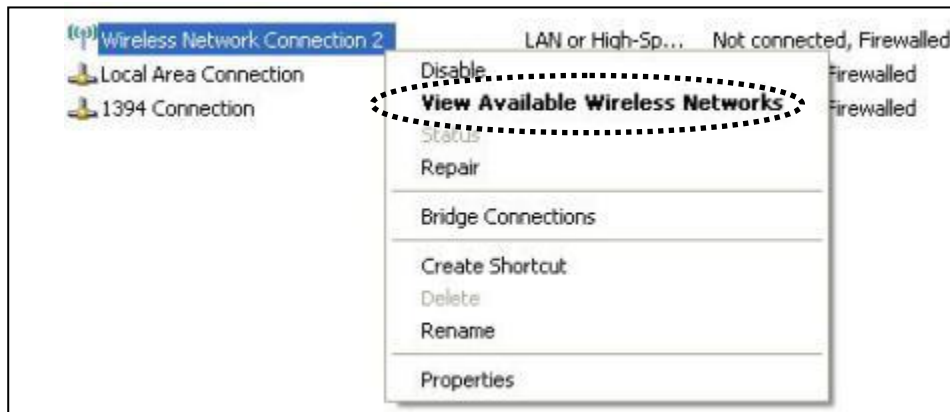 Wireless Network Connection 2 LAN or High-Sp... Not connected, Firewalled
Local Area Connection Firewalled
1394 Connection Firewalled
Disable
View Available Wireless Networks
Status
Repair
Bridge Connections
Create Shortcut
Delete
Rename
Properties